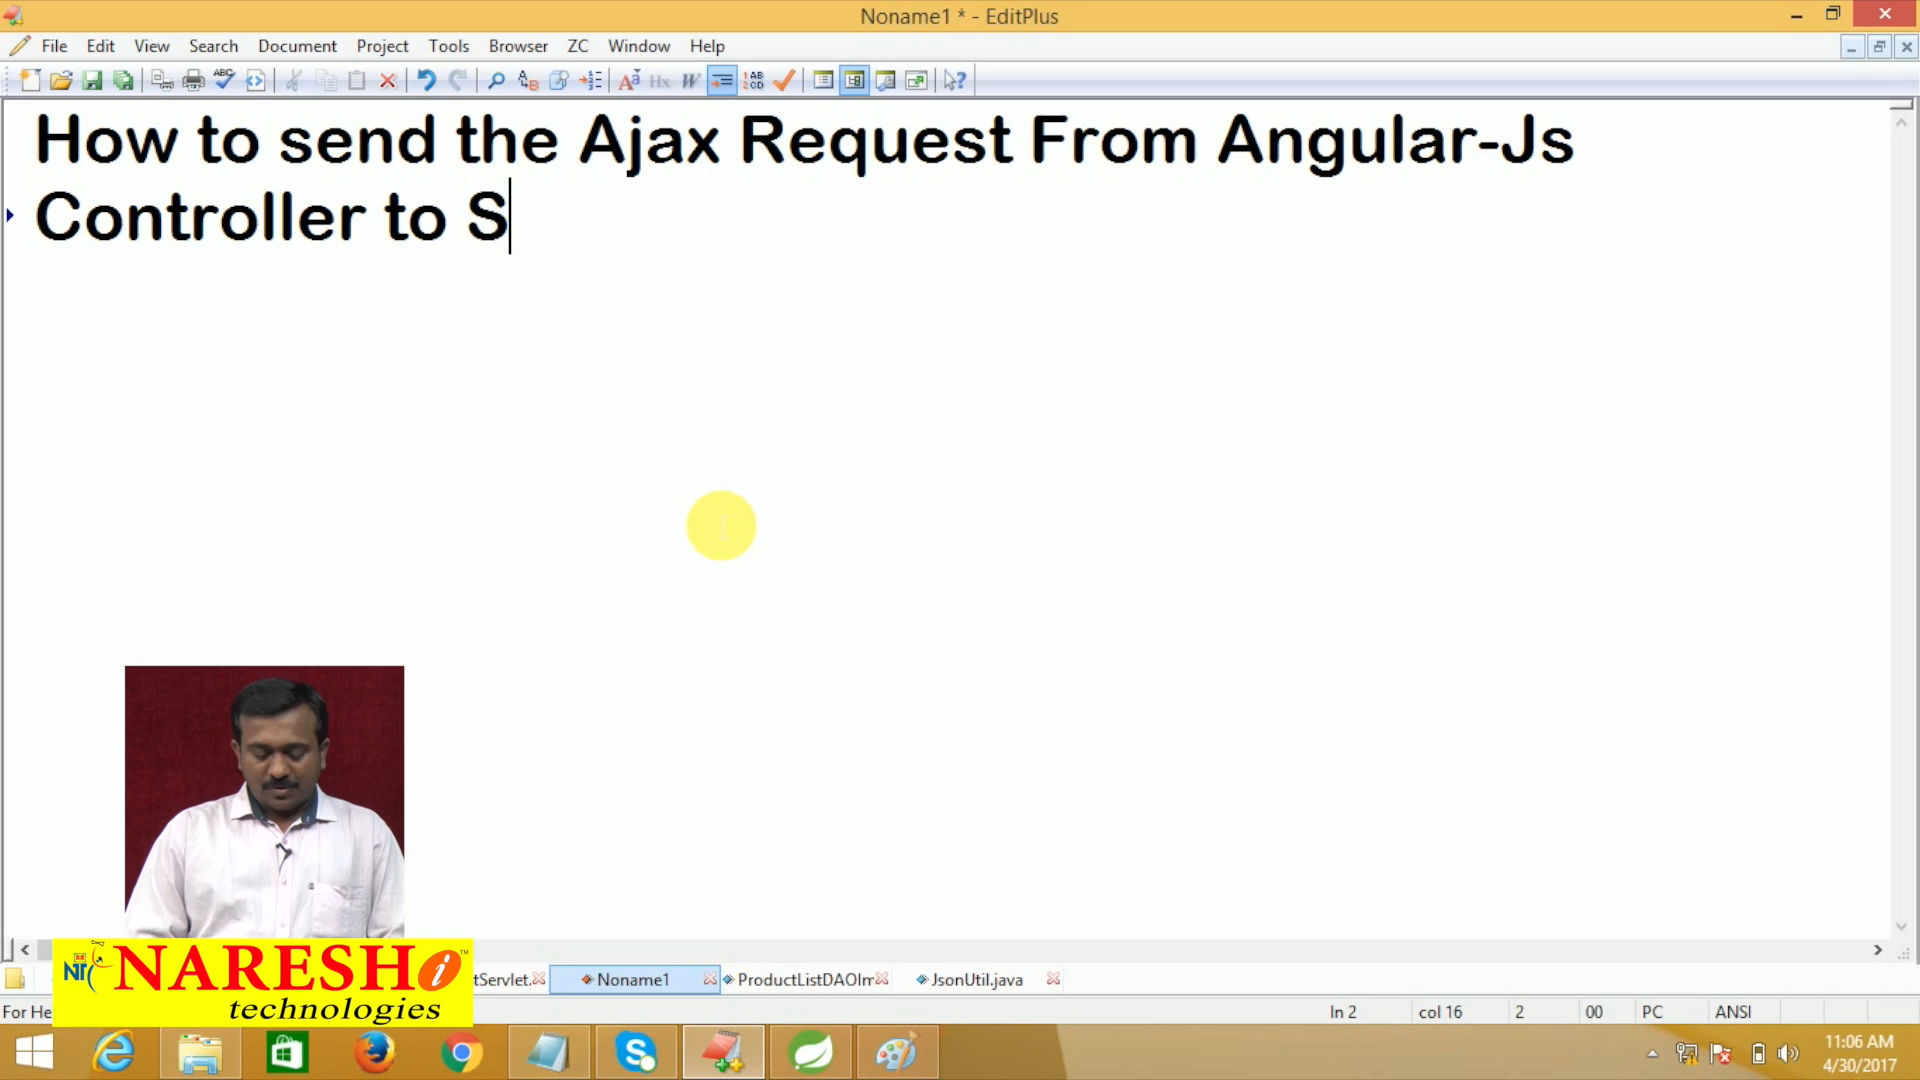 Noname1 * - EditPlus
File Edit View Search Document Project Tools Browser ZC Window Help
How to send the Ajax Request From Angular-Js
Controller to S
NARESH i ™
technologies
tServlet. Noname1 ProductListDAOIm JsonUtil.java
For He ln 2 col 16 2 00 PC ANSI
11:06 AM
4/30/2017